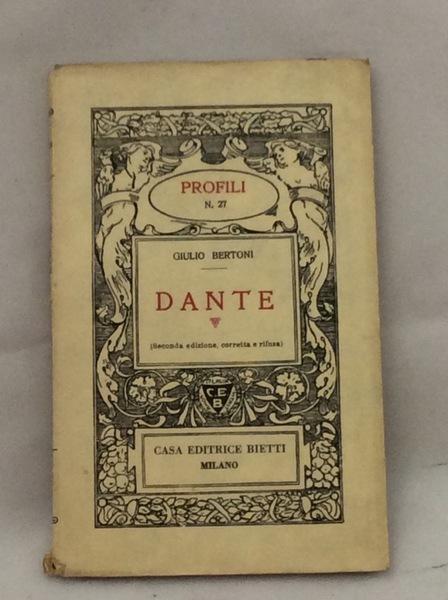 PROFILI
N. 27
GIULIO BERTONI
DANTE
(Seconda edizione, corretta e rifusa)
C E B
CASA EDITRICE BIETTI
MILANO